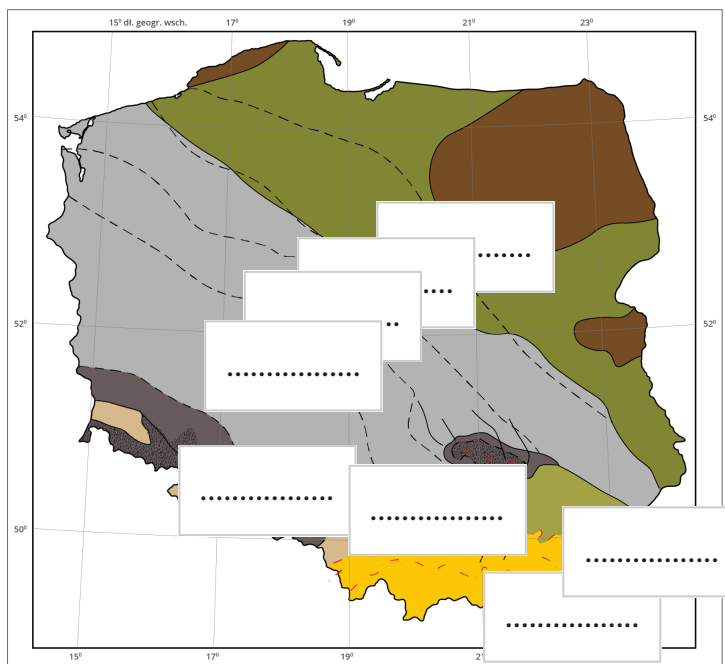 15⁰ dł. geogr. wsch. 17⁰ 19⁰ 21⁰ 23⁰
54⁰ 54⁰
52⁰ 52⁰
50⁰
15⁰ 17⁰ 19⁰